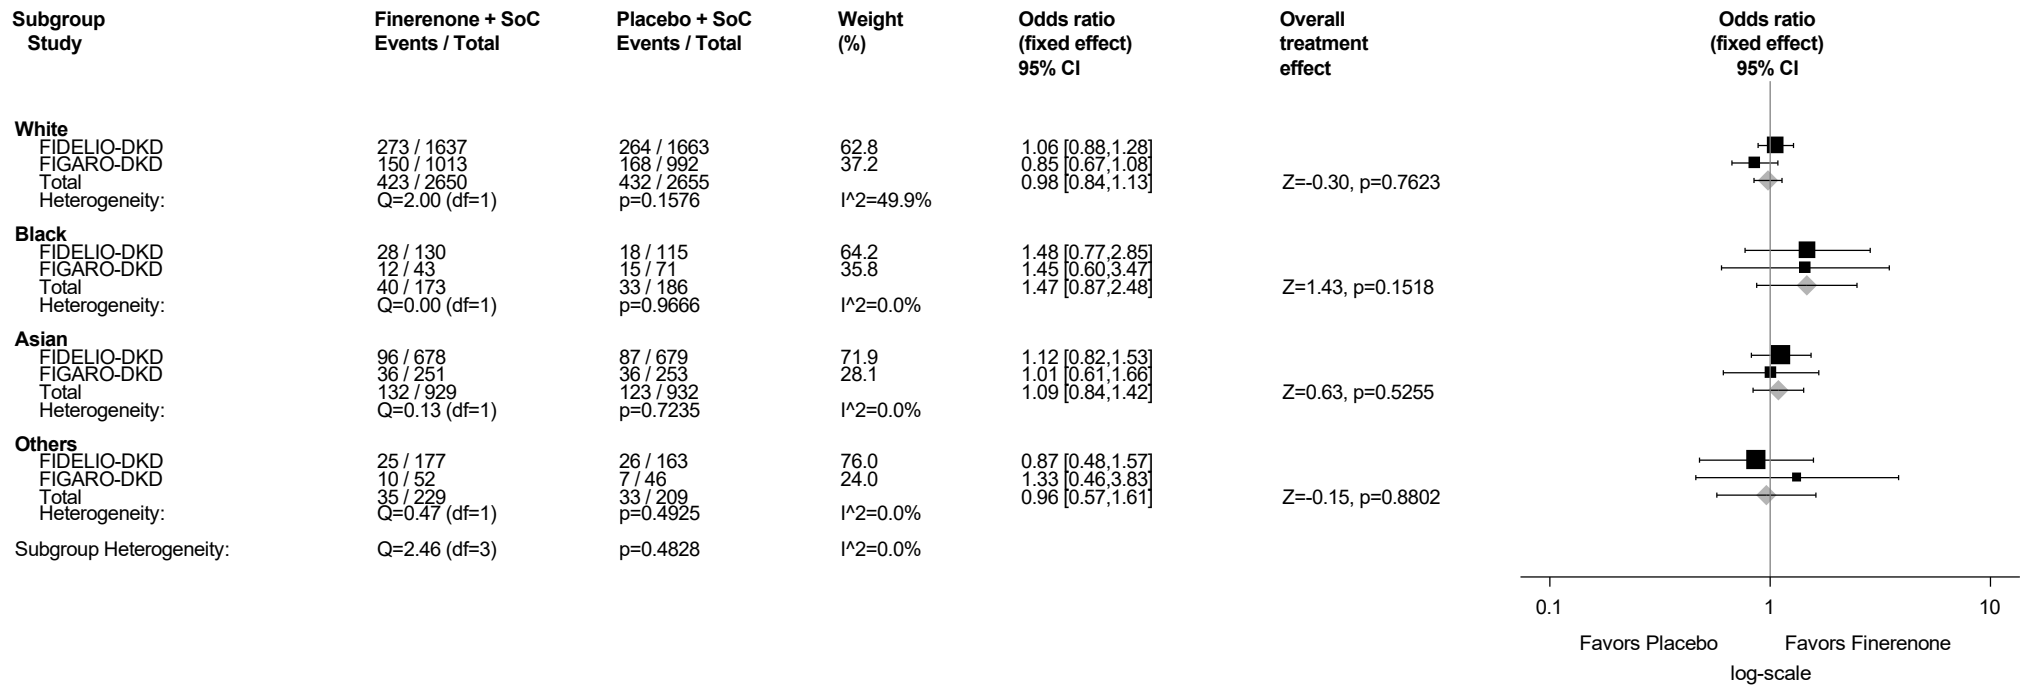 Subgroup Finerenone + SoC Placebo + SoC Weight Odds ratio Overall Odds ratio
Study Events / Total Events / Total (%) (fixed effect) treatment (fixed effect)
95% CI effect 95% CI
White
FIDELIO-DKD 273 / 1637 264 / 1663 62.8 1.06 [0.88,1.28]
FIGARO-DKD 150 / 1013 168 / 992 37.2 0.85 [0.67,1.08]
Total 423 / 2650 432 / 2655 0.98 [0.84,1.13] Z=-0.30, p=0.7623
Heterogeneity: Q=2.00 (df=1) p=0.1576 I^2=49.9%
Black
FIDELIO-DKD 28 / 130 18 / 115 64.2 1.48 [0.77,2.85]
FIGARO-DKD 12 / 43 15 / 71 35.8 1.45 [0.60,3.47]
Total 40 / 173 33 / 186 1.47 [0.87,2.48] Z=1.43, p=0.1518
Heterogeneity: Q=0.00 (df=1) p=0.9666 I^2=0.0%
Asian
FIDELIO-DKD 96 / 678 87 / 679 71.9 1.12 [0.82,1.53]
FIGARO-DKD 36 / 251 36 / 253 28.1 1.01 [0.61,1.66]
Total 132 / 929 123 / 932 1.09 [0.84,1.42] Z=0.63, p=0.5255
Heterogeneity: Q=0.13 (df=1) p=0.7235 I^2=0.0%
Others
FIDELIO-DKD 25 / 177 26 / 163 76.0 0.87 [0.48,1.57]
FIGARO-DKD 10 / 52 7 / 46 24.0 1.33 [0.46,3.83]
Total 35 / 229 33 / 209 0.96 [0.57,1.61] Z=-0.15, p=0.8802
Heterogeneity: Q=0.47 (df=1) p=0.4925 I^2=0.0%
Subgroup Heterogeneity: Q=2.46 (df=3) p=0.4828 I^2=0.0%
0.1 1 10
Favors Placebo Favors Finerenone
log-scale